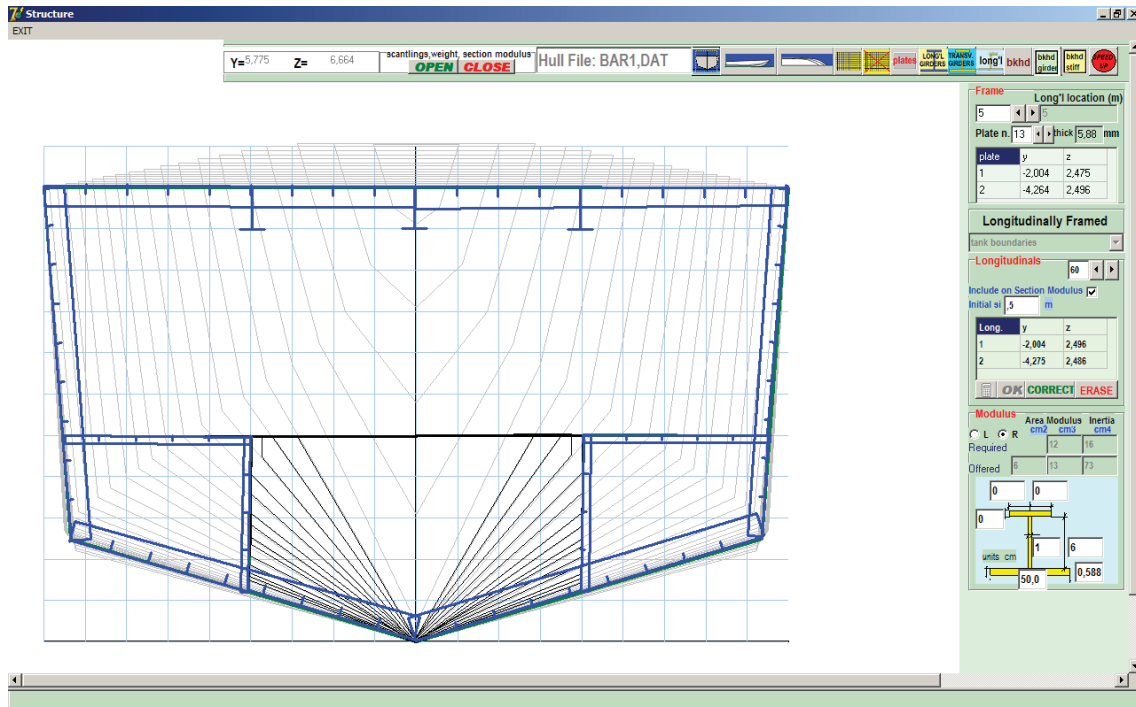 Structure
EXIT
Y=5,775 Z= 6,664 scantlings,weight, section modulus OPEN CLOSE Hull File: BAR1,DAT plates LONG'L GIRDERS TRANSV. GIRDERS long'l bkhd bkhd girder bkhd stiff SPEED UP
Frame
Long'l location (m)
5 5
Plate n. 13 thick 5,88 mm
plate y z
1 -2,004 2,475
2 -4,264 2,496
Longitudinally Framed
tank boundaries
Longitudinals
60
Include on Section Modulus
Initial si ,5 m
Long. y z
1 -2,004 2,496
2 -4,275 2,486
OK CORRECT ERASE
Modulus
Area Modulus Inertia
L R cm2 cm3 cm4
Required 12 16
Offered 6 13 73
0 0
0
1 6
units cm
50,0 0,588